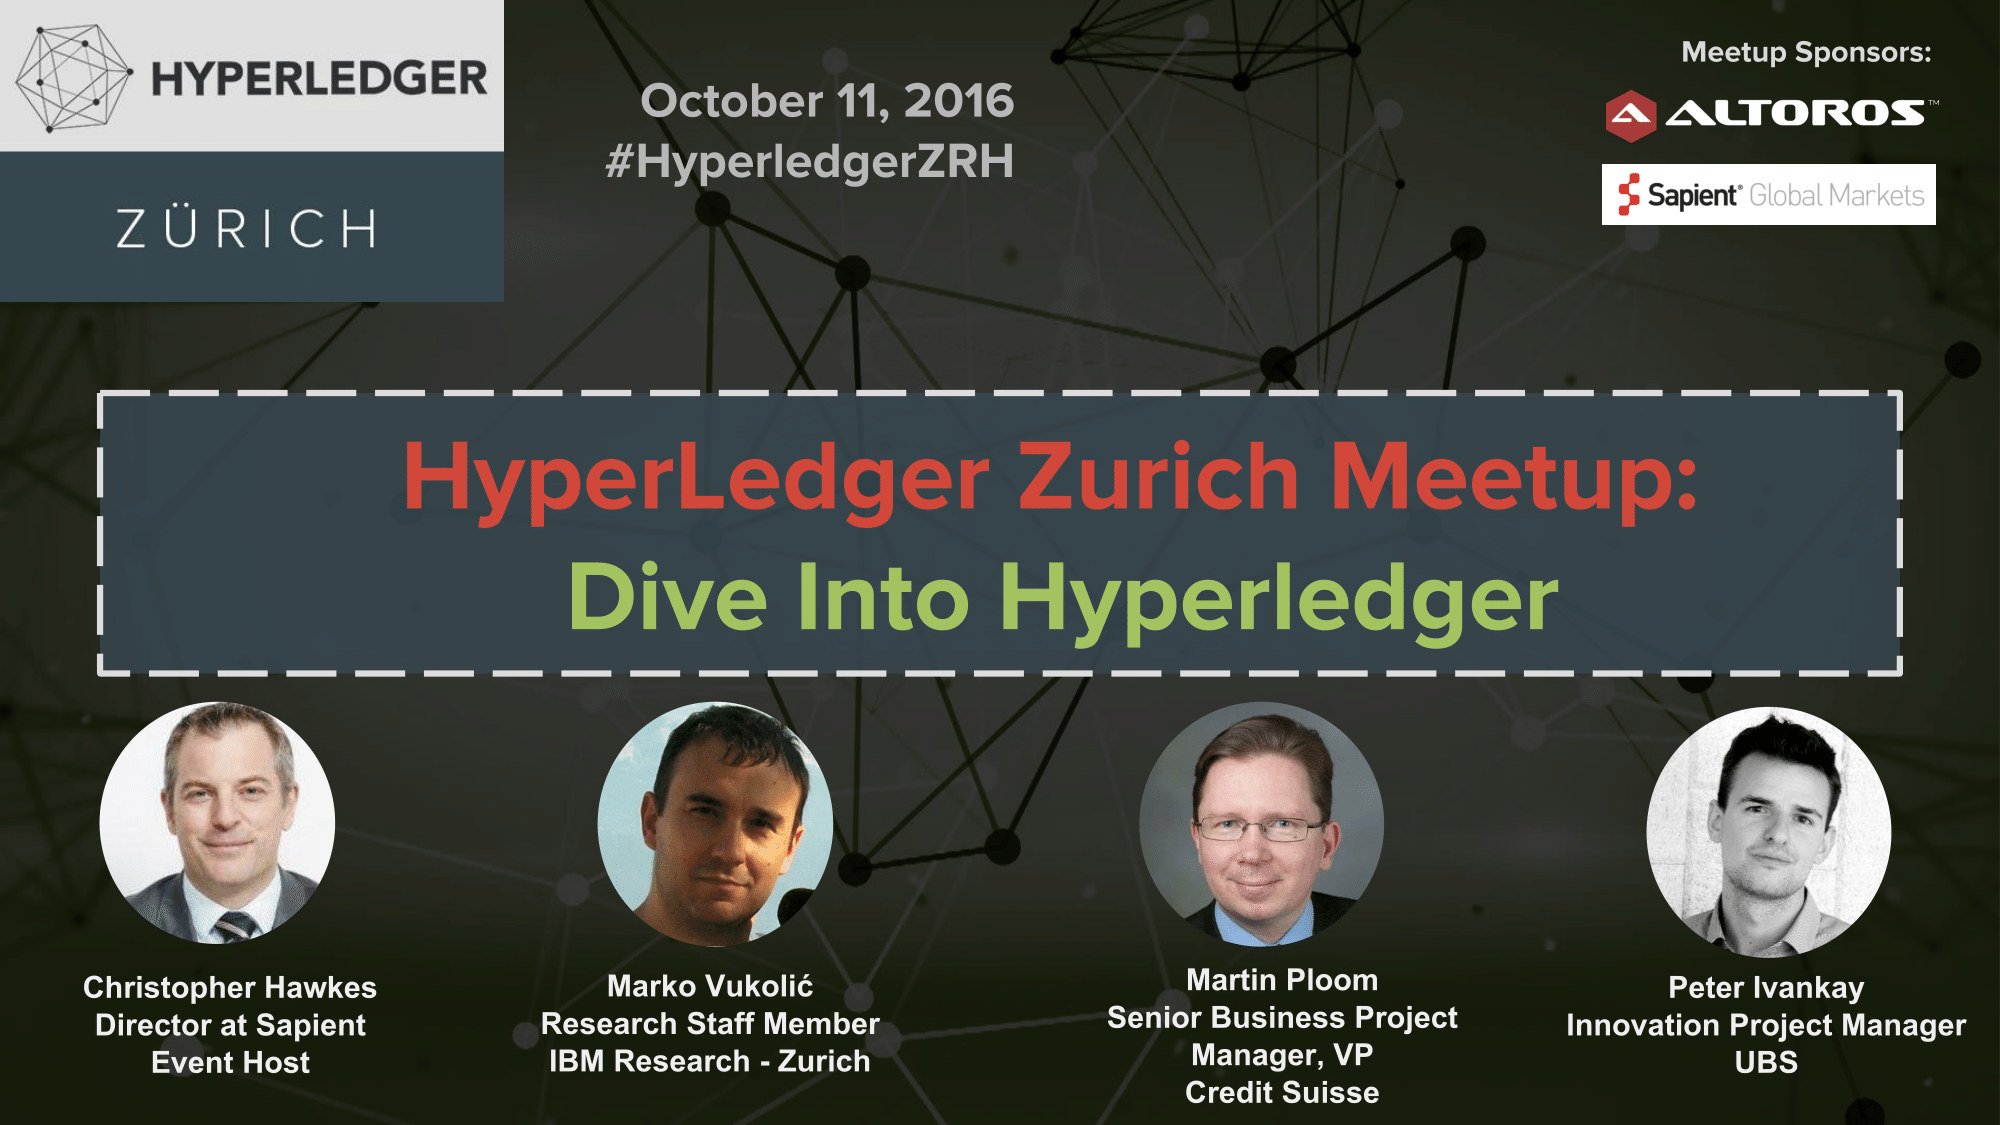 HYPERLEDGER
ZÜRICH
October 11, 2016
#HyperledgerZRH
Meetup Sponsors:
ALTOROS™
Sapient® Global Markets
HyperLedger Zurich Meetup:
Dive Into Hyperledger
Christopher Hawkes
Director at Sapient
Event Host
Marko Vukolić
Research Staff Member
IBM Research - Zurich
Martin Ploom
Senior Business Project
Manager, VP
Credit Suisse
Peter Ivankay
Innovation Project Manager
UBS